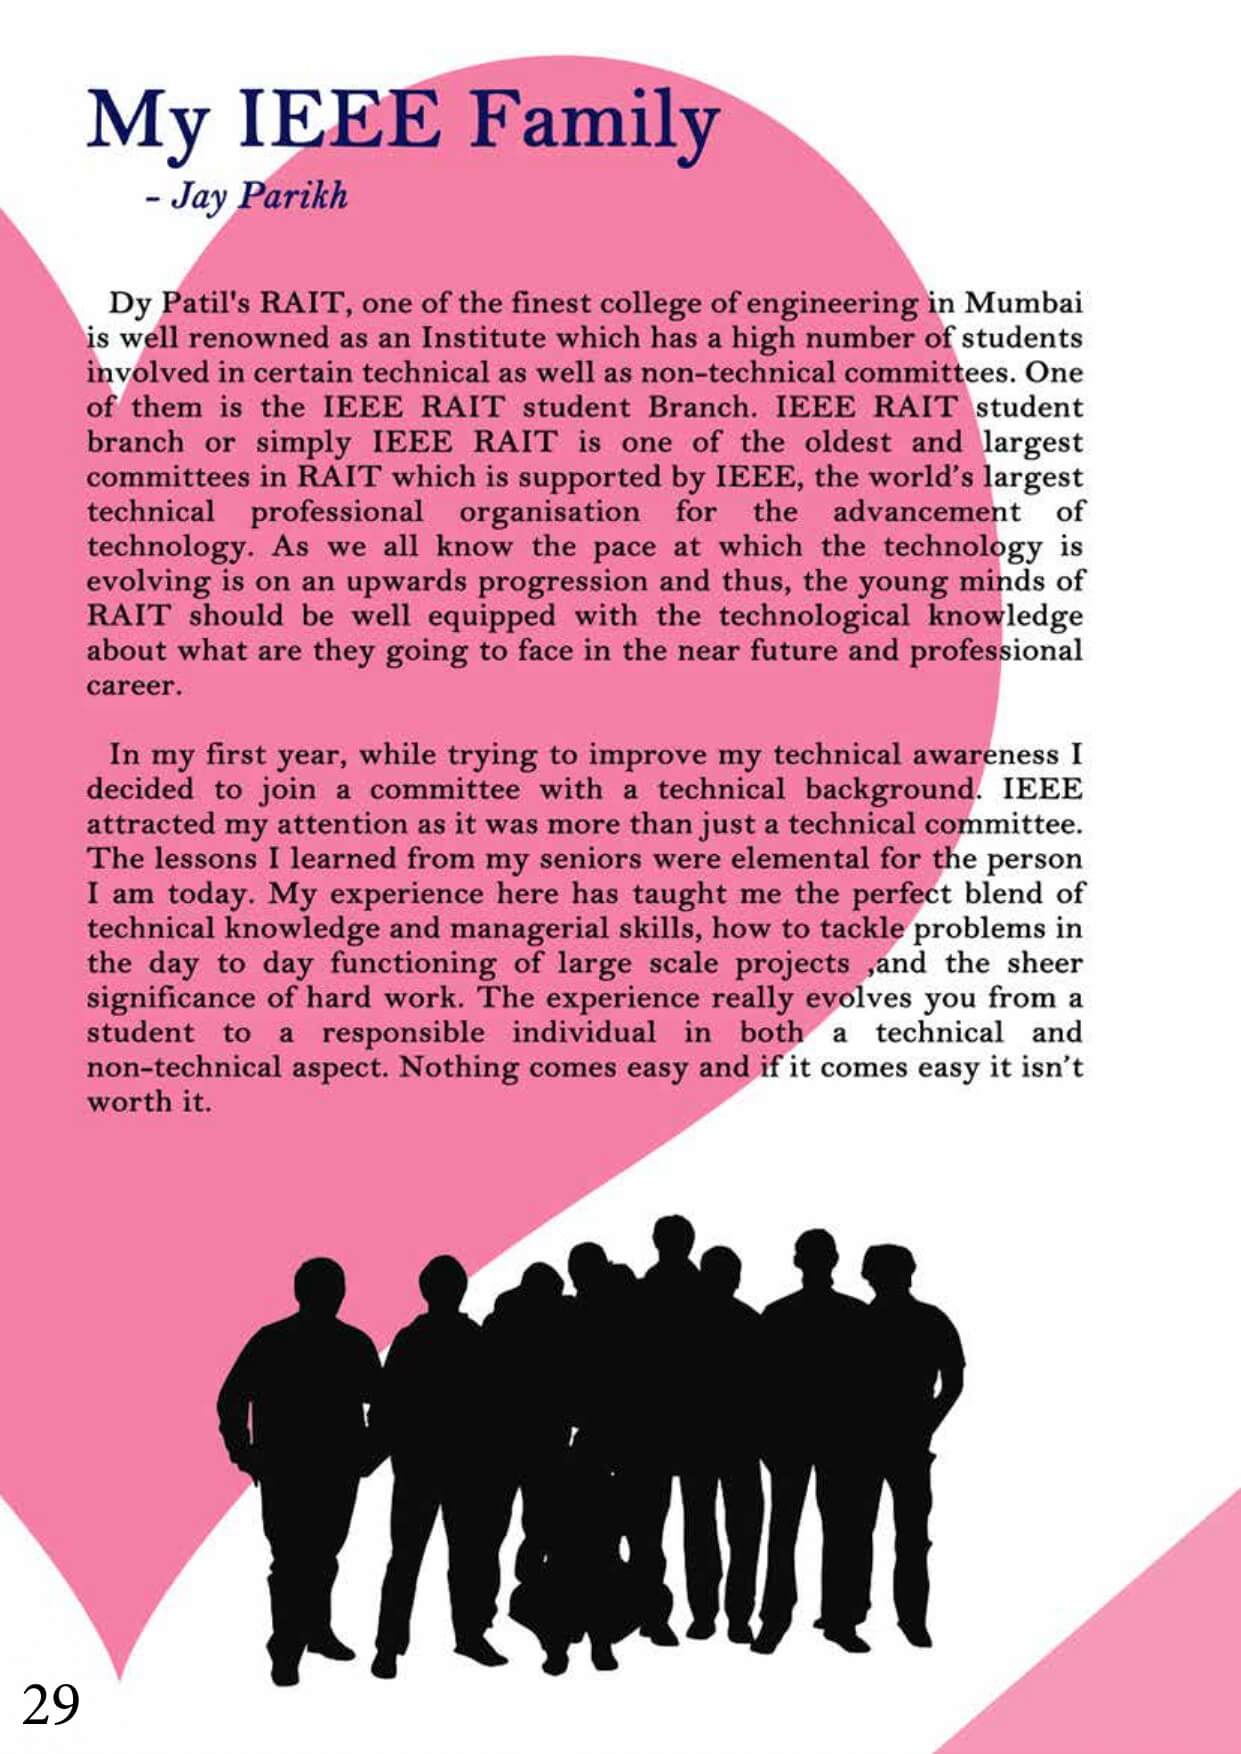 My IEEE Family
- Jay Parikh
Dy Patil's RAIT, one of the finest college of engineering in Mumbai
is well renowned as an Institute which has a high number of students
involved in certain technical as well as non-technical committees. One
of them is the IEEE RAIT student Branch. IEEE RAIT student
branch or simply IEEE RAIT is one of the oldest and largest
committees in RAIT which is supported by IEEE, the world's largest
technical professional organisation for the advancement of
technology. As we all know the pace at which the technology is
evolving is on an upwards progression and thus, the young minds of
RAIT should be well equipped with the technological knowledge
about what are they going to face in the near future and professional
career.
In my first year, while trying to improve my technical awareness I
decided to join a committee with a technical background. IEEE
attracted my attention as it was more than just a technical committee.
The lessons I learned from my seniors were elemental for the person
I am today. My experience here has taught me the perfect blend of
technical knowledge and managerial skills, how to tackle problems in
the day to day functioning of large scale projects ,and the sheer
significance of hard work. The experience really evolves you from a
student to a responsible individual in both a technical and
non-technical aspect. Nothing comes easy and if it comes easy it isn't
worth it.
29